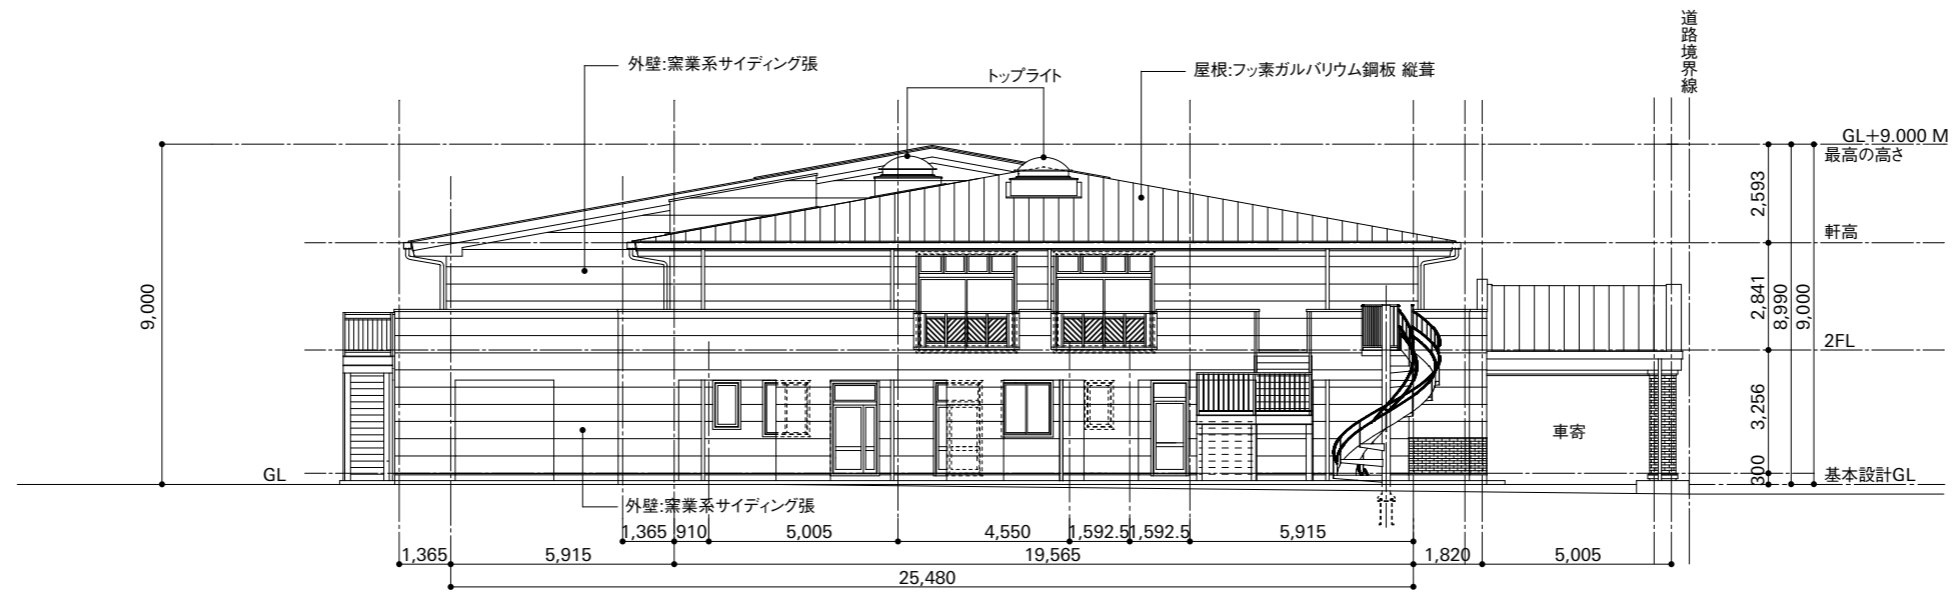 道路境界線
外壁:窯業系サイディング張
トップライト
屋根:フッ素ガルバリウム鋼板 縦葺
GL+9.000 M
最高の高さ
2,593
軒高
9,000
2,841
8,990
9,000
2FL
3,256
車寄
GL
300
基本設計GL
外壁:窯業系サイディング張
1,365
910
5,005
4,550
1,592.5
1,592.5
5,915
1,365
5,915
19,565
1,820
5,005
25,480